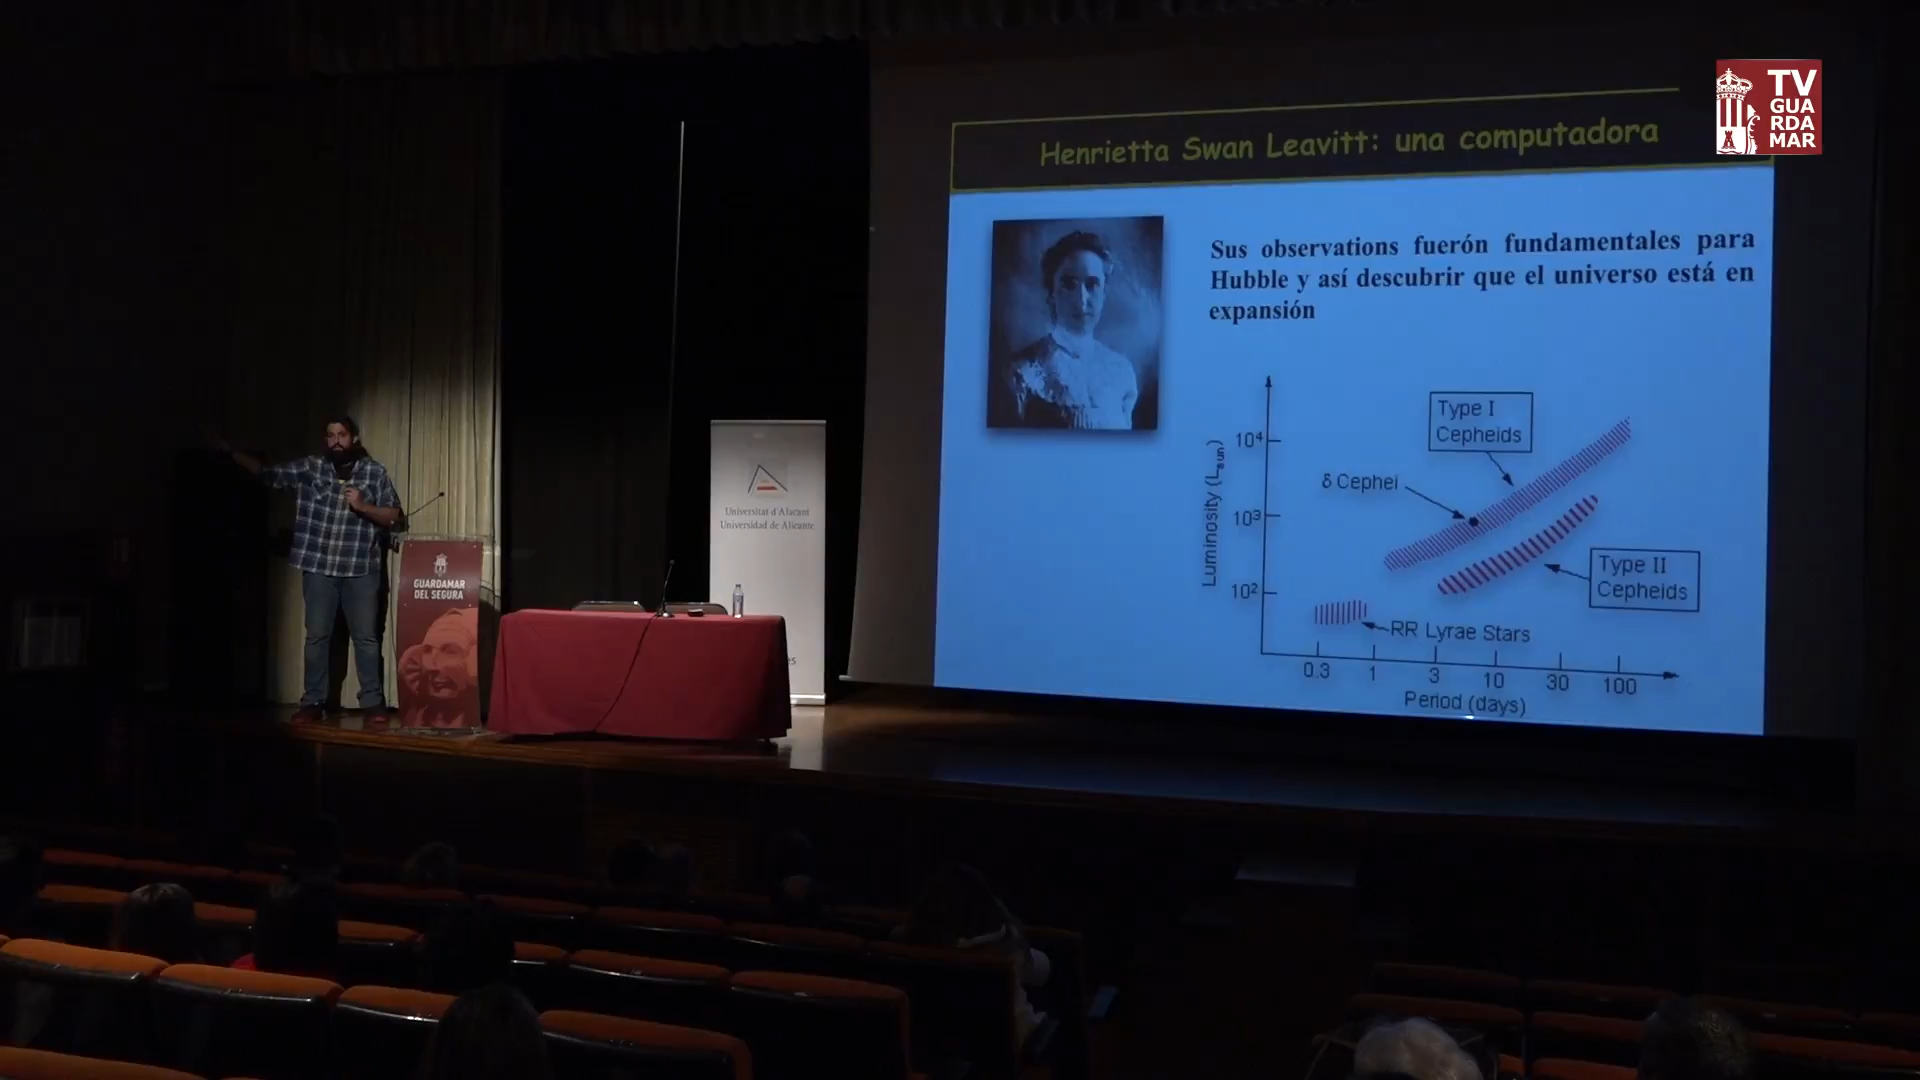 TV
GUA
RDA
MAR
Henrietta Swan Leavitt: una computadora
Sus observations fuerón fundamentales para
Hubble y así descubrir que el universo está en
expansión
Type I
Cepheids
10⁴
δ Cephei
10³
Luminosity (Lsun)
Type II
Cepheids
10²
RR Lyrae Stars
0.3 1 3 10 30 100
Period (days)
Universitat d'Alacant
Universidad de Alicante
GUARDAMAR
DEL SEGURA